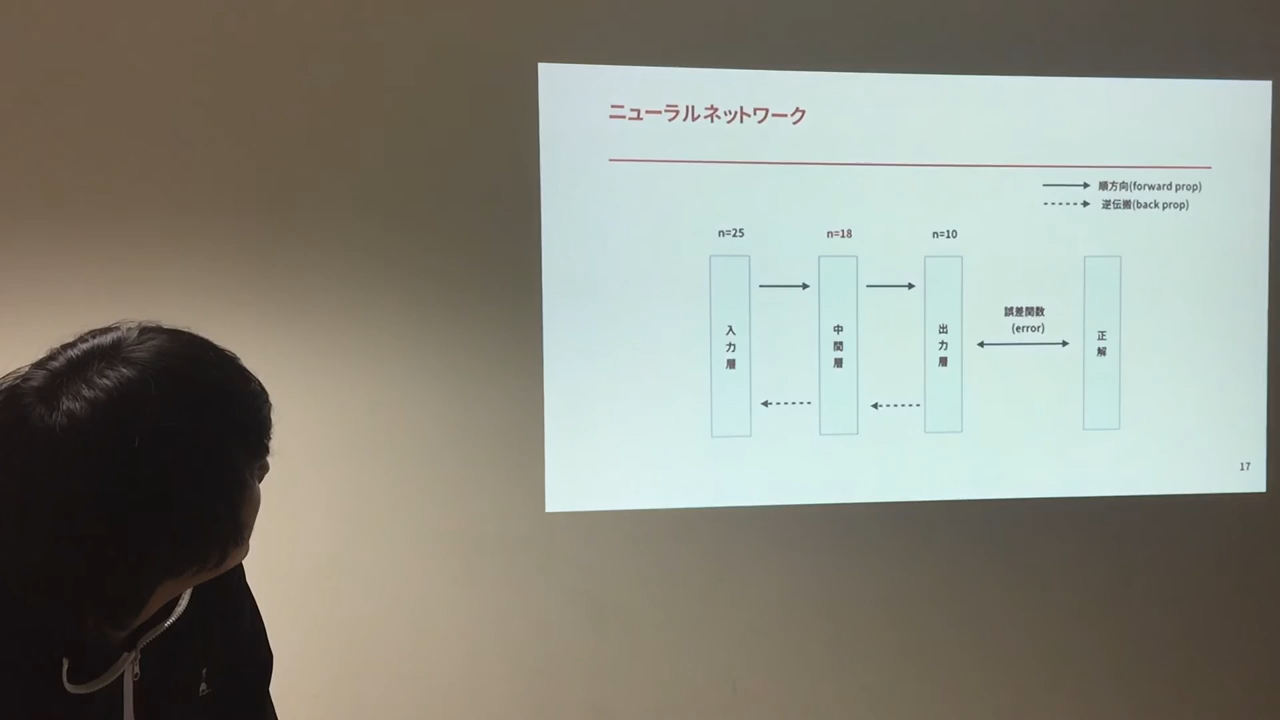 ニューラルネットワーク
順方向(forward prop)
逆伝搬(back prop)
n=25
n=18
n=10
入力層
中間層
出力層
誤差関数
(error)
正解
17